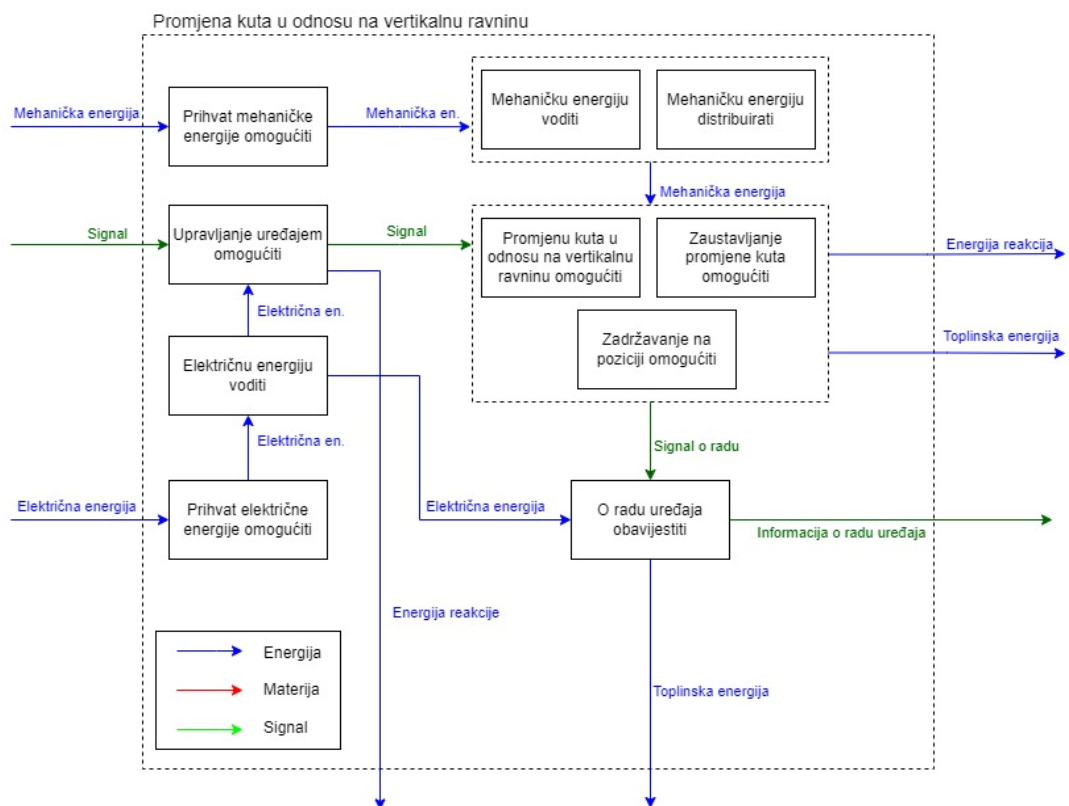 Promjena kuta u odnosu na vertikalnu ravninu
Mehanička energija
Prihvat mehaničke
energije omogućiti
Mehanička en.
Mehaničku energiju
voditi
Mehaničku energiju
distribuirati
Mehanička energija
Signal
Upravljanje uređajem
omogućiti
Signal
Promjenu kuta u
odnosu na vertikalnu
ravninu omogućiti
Zaustavljanje
promjene kuta
omogućiti
Energija reakcija
Električna en.
Zadržavanje na
poziciji omogućiti
Toplinska energija
Električnu energiju
voditi
Električna en.
Signal o radu
Električna energija
Prihvat električne
energije omogućiti
Električna energija
O radu uređaja
obavijestiti
Informacija o radu uređaja
Energija reakcije
Energija
Materija
Signal
Toplinska energija